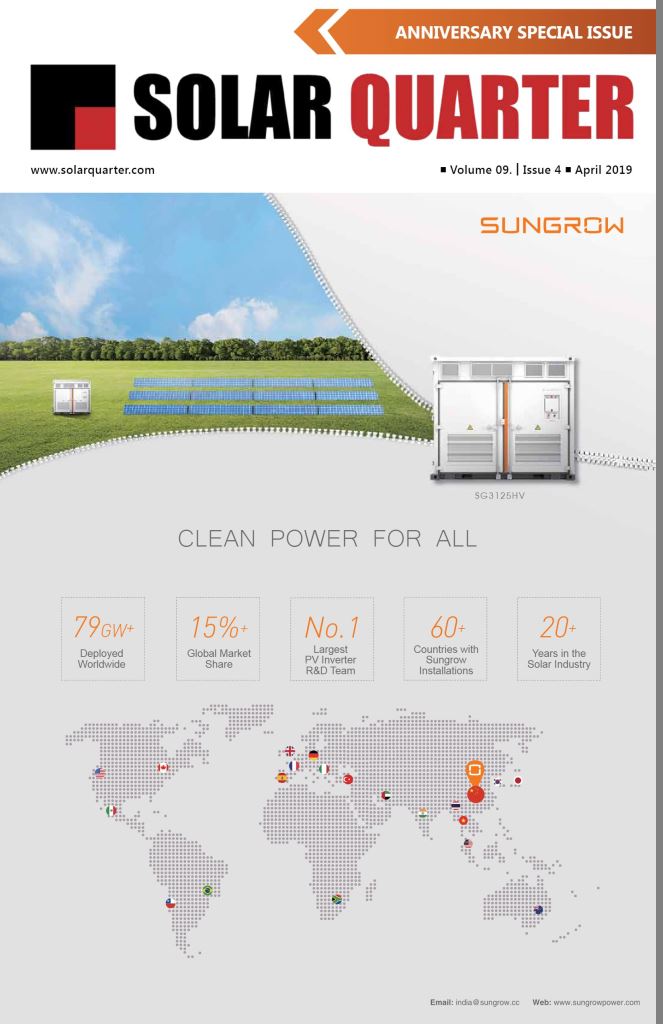 ANNIVERSARY SPECIAL ISSUE
SOLAR QUARTER
www.solarquarter.com
■ Volume 09. | Issue 4 ■ April 2019
SUNGROW
SG3125HV
CLEAN POWER FOR ALL
79GW+
Deployed
Worldwide
15%+
Global Market
Share
No.1
Largest
PV Inverter
R&D Team
60+
Countries with
Sungrow
Installations
20+
Years in the
Solar Industry
Email: india@sungrow.cc Web: www.sungrowpower.com